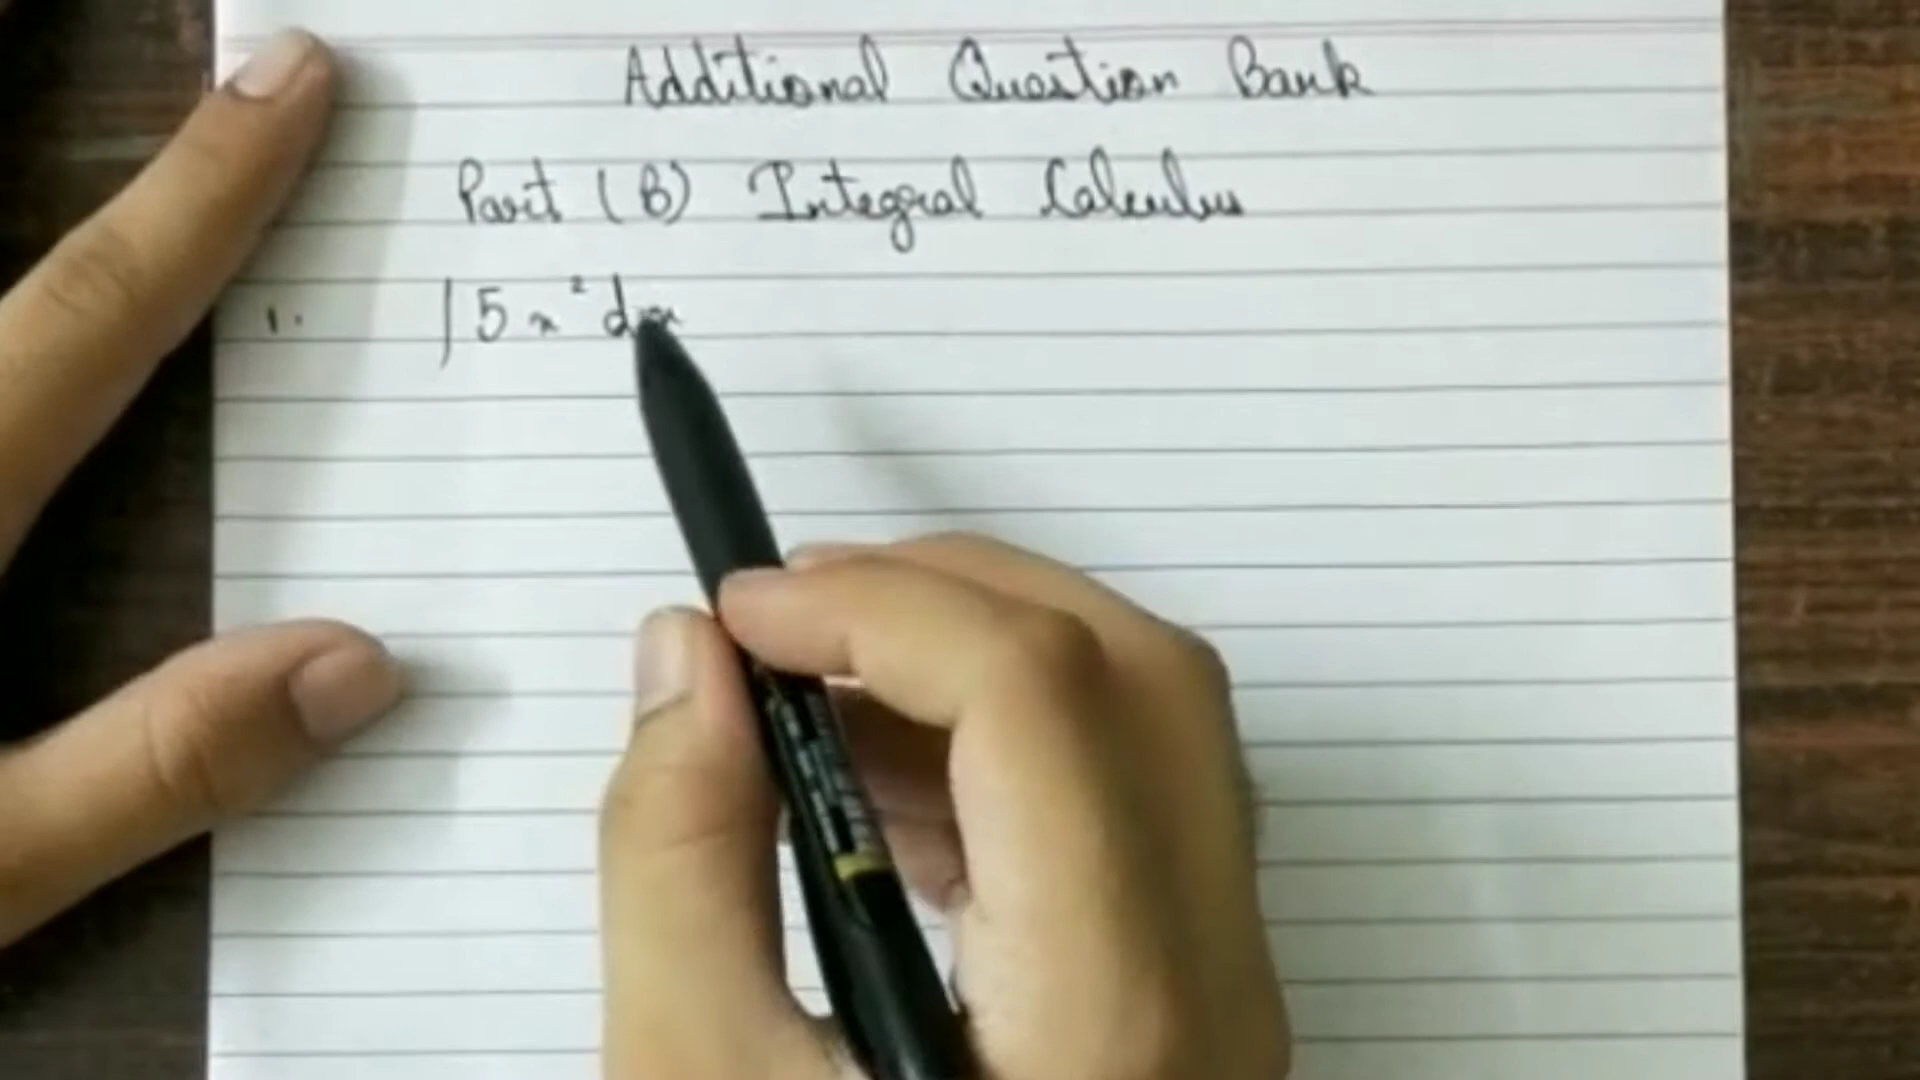 Additional Question Bank
Part (B) Integral Calculus
1. ∫ 5x² dx